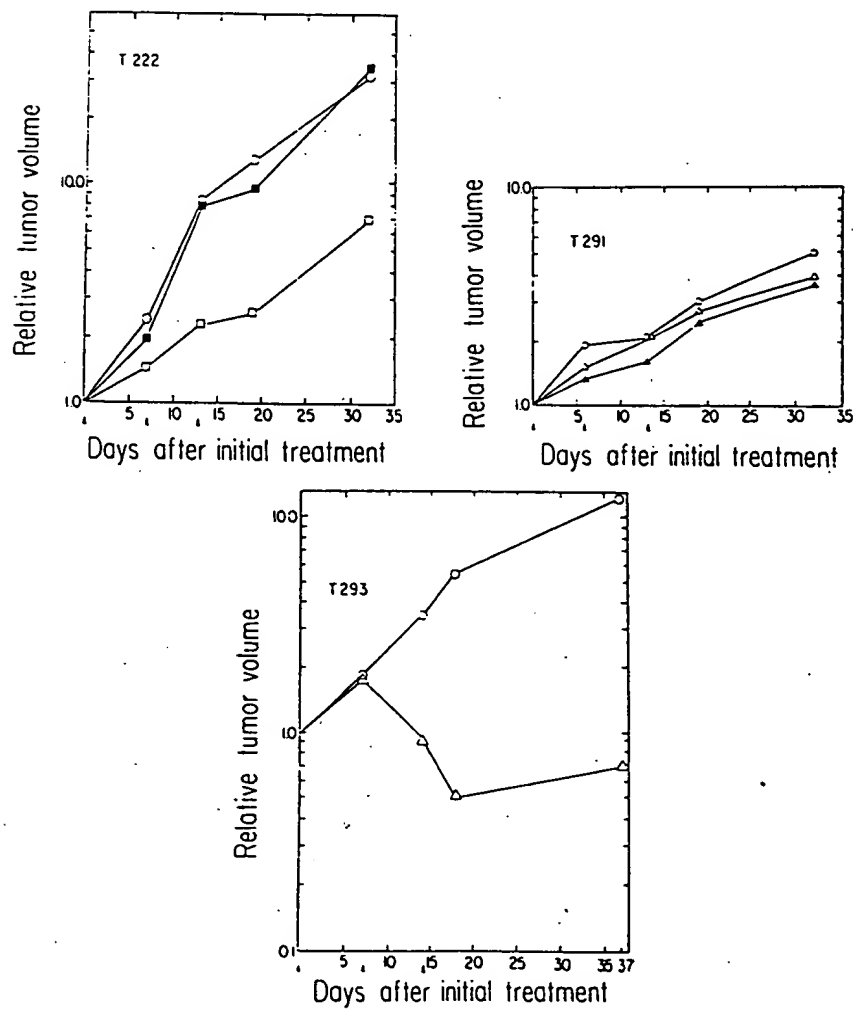 T 222
Relative tumor volume
10.0
1.0
5 10 15 20 25 30 35
Days after initial treatment
T 291
Relative tumor volume
10.0
1.0
5 10 15 20 25 30 35
Days after initial treatment
T 293
Relative tumor volume
10.0
1.0
0.1
5 10 15 20 25 30 35 37
Days after initial treatment